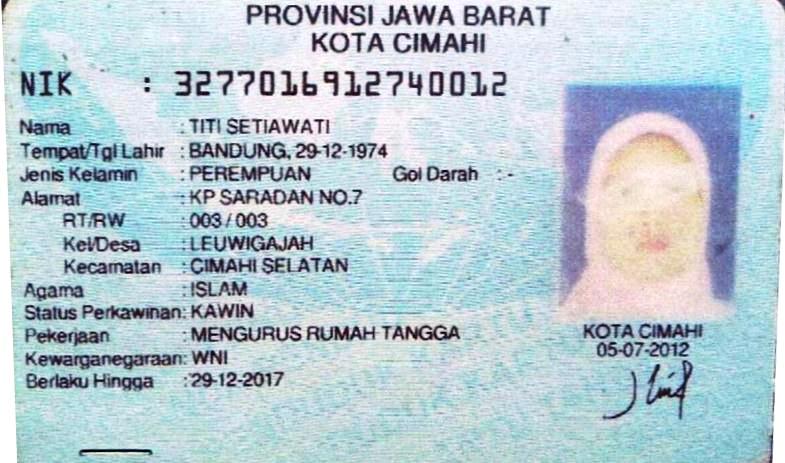 PROVINSI JAWA BARAT
KOTA CIMAHI
NIK : 3277016912740012
Nama : TITI SETIAWATI
Tempat/Tgl Lahir : BANDUNG, 29-12-1974
Jenis Kelamin : PEREMPUAN Gol Darah : -
Alamat : KP SARADAN NO.7
RT/RW : 003 / 003
Kel/Desa : LEUWIGAJAH
Kecamatan : CIMAHI SELATAN
Agama : ISLAM
Status Perkawinan: KAWIN
Pekerjaan : MENGURUS RUMAH TANGGA
Kewarganegaraan: WNI
Berlaku Hingga : 29-12-2017
KOTA CIMAHI
05-07-2012